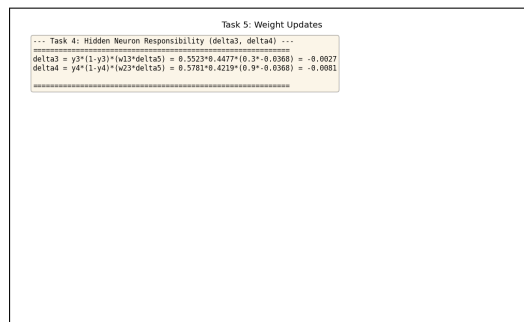 Task 5: Weight Updates
--- Task 4: Hidden Neuron Responsibility (delta3, delta4) ---
============================================================
delta3 = y3*(1-y3)*(w13*delta5) = 0.5523*0.4477*(0.3*-0.0368) = -0.0027
delta4 = y4*(1-y4)*(w23*delta5) = 0.5781*0.4219*(0.9*-0.0368) = -0.0081
============================================================